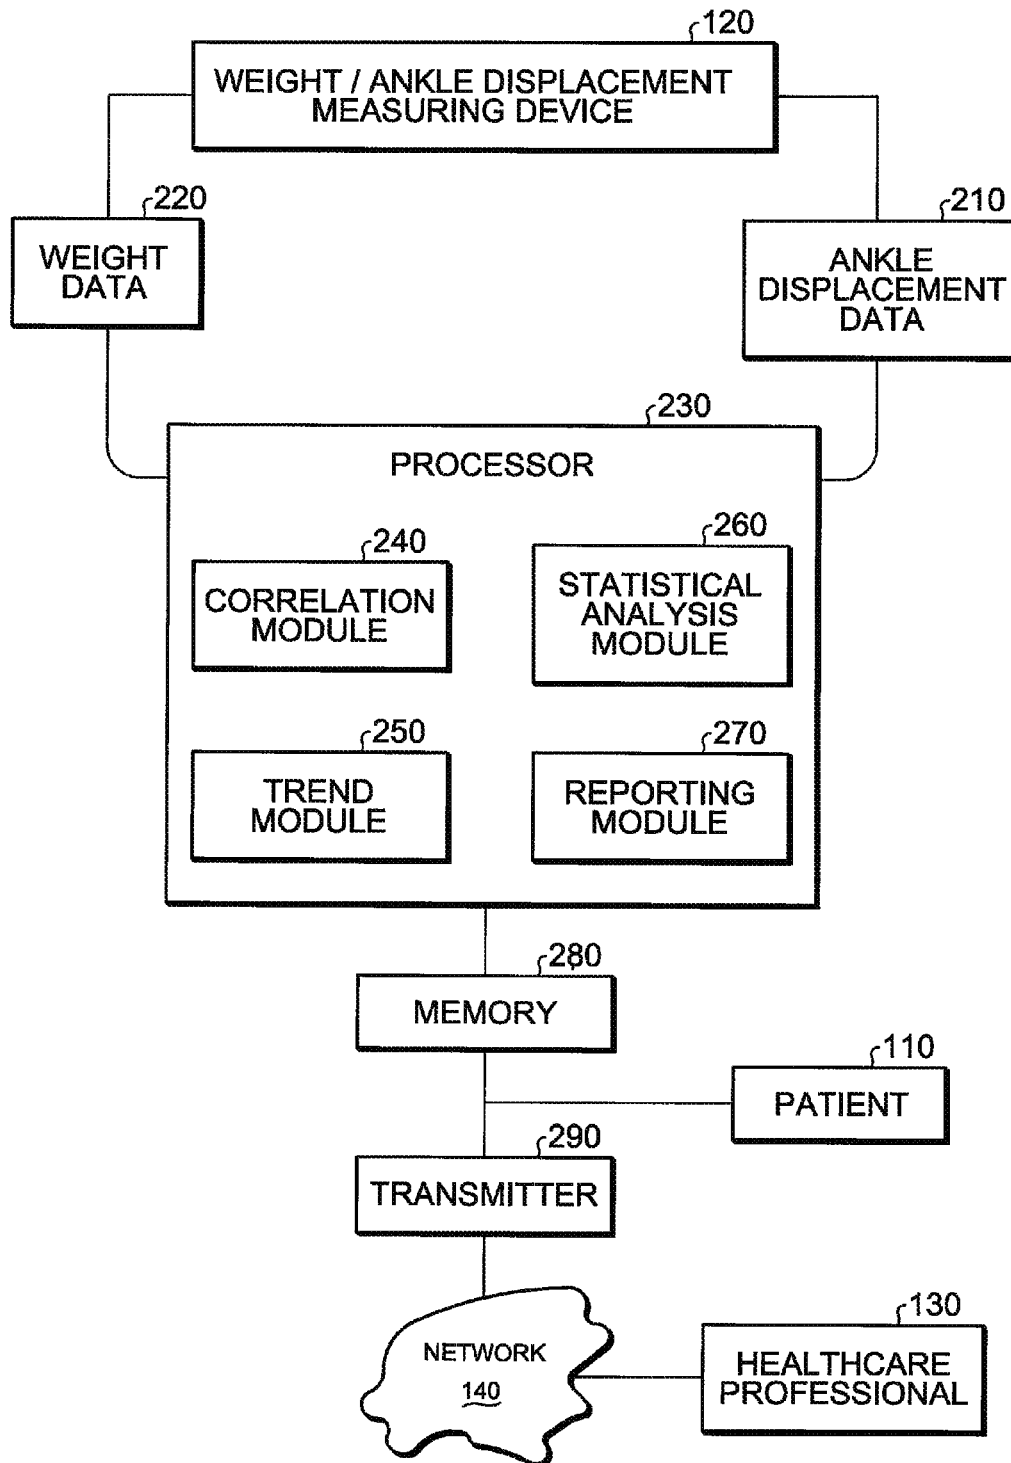 120
WEIGHT / ANKLE DISPLACEMENT
MEASURING DEVICE
220
WEIGHT
DATA
210
ANKLE
DISPLACEMENT
DATA
230
PROCESSOR
240
CORRELATION
MODULE
260
STATISTICAL
ANALYSIS
MODULE
250
TREND
MODULE
270
REPORTING
MODULE
280
MEMORY
110
PATIENT
290
TRANSMITTER
NETWORK
140
130
HEALTHCARE
PROFESSIONAL